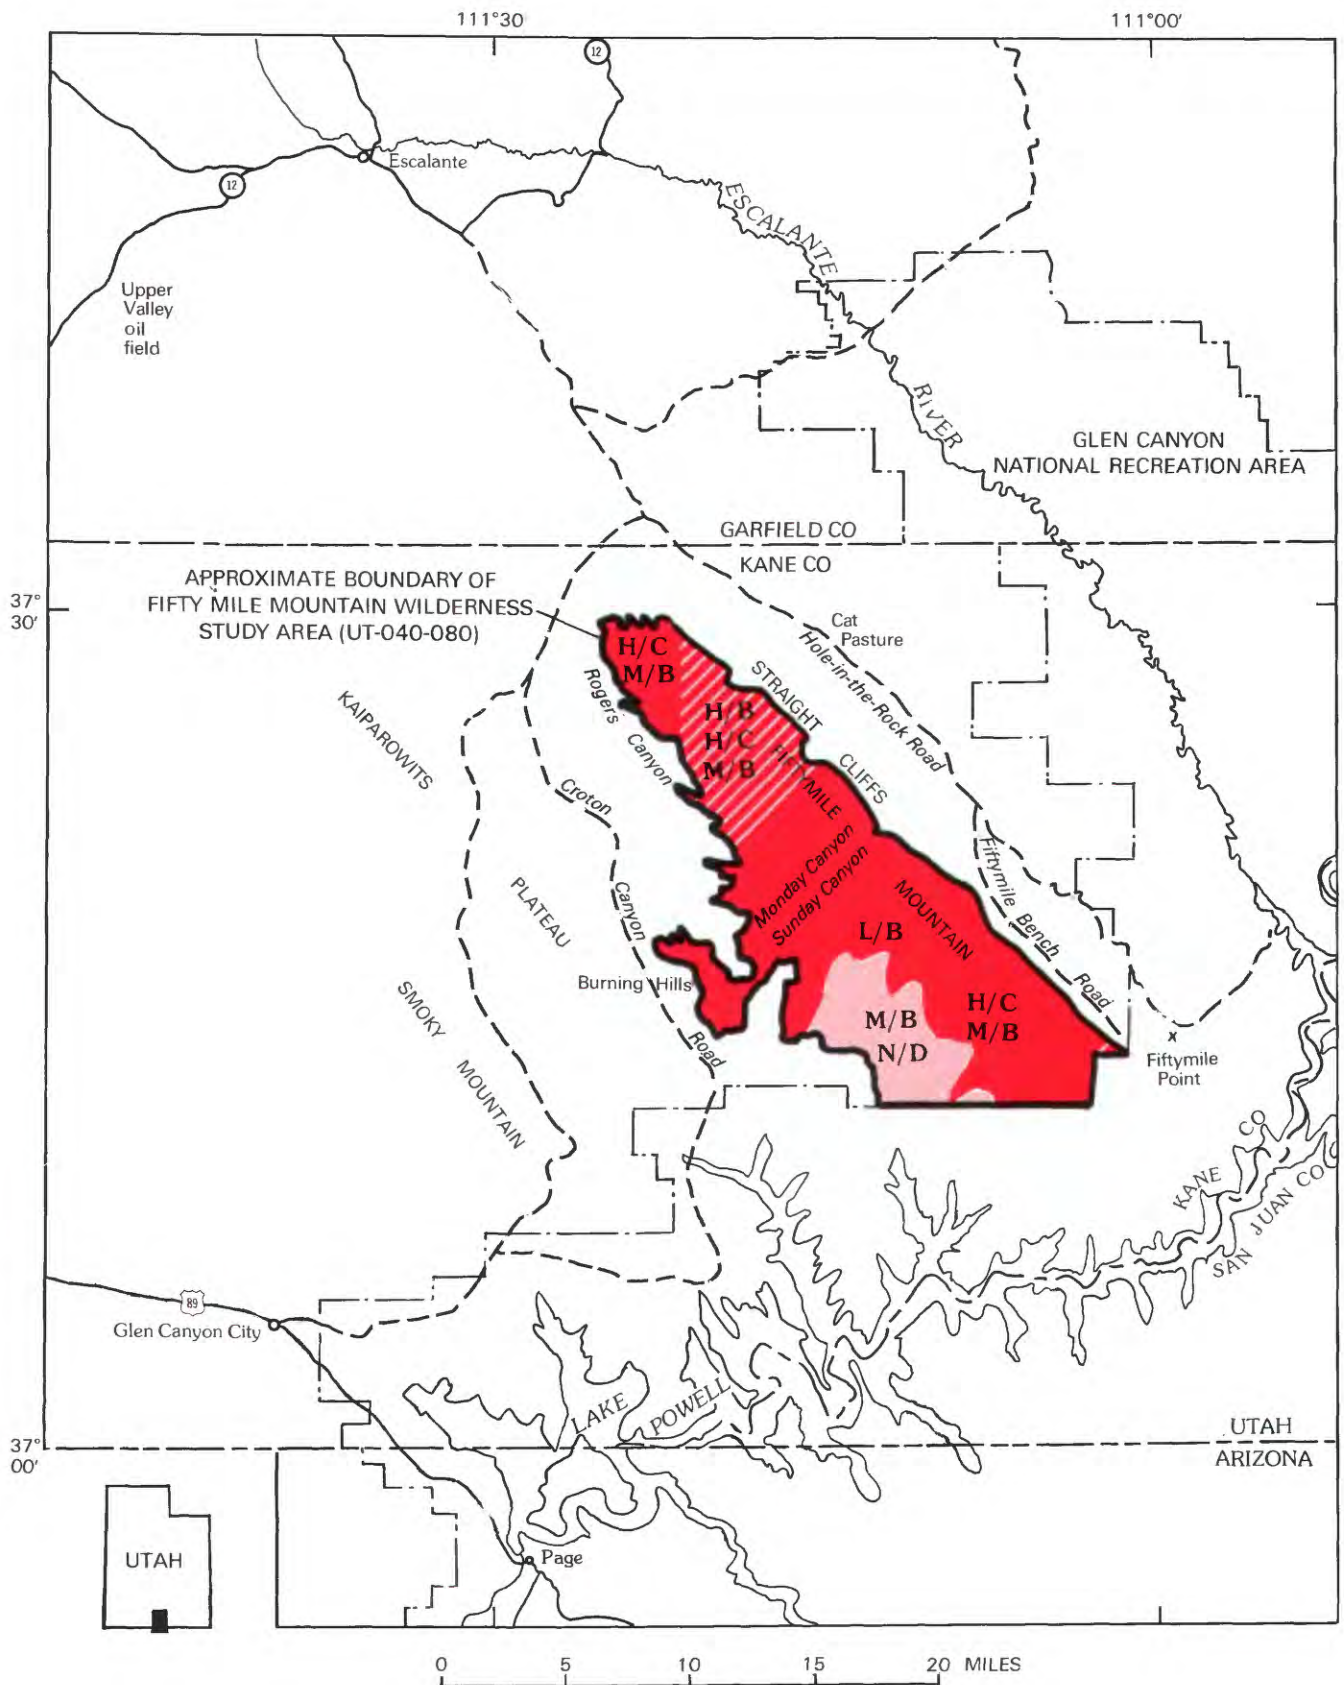 111°30'
111°00'
12
Escalante
12
ESCALANTE
RIVER
Upper
Valley
oil
field
GLEN CANYON
NATIONAL RECREATION AREA
GARFIELD CO
KANE CO
APPROXIMATE BOUNDARY OF
FIFTY MILE MOUNTAIN WILDERNESS
STUDY AREA (UT-040-080)
37°
30'
Cat
Pasture
Hole-in-the-Rock Road
H/C
M/B
STRAIGHT
CLIFFS
Rogers Canyon
KAIPAROWITS
PLATEAU
H/B
H/C
M/B
FIFTYMILE
MOUNTAIN
Croton
Canyon
Road
Monday Canyon
Sunday Canyon
Fiftymile Bench
Road
L/B
Burning Hills
SMOKY
MOUNTAIN
H/C
M/B
M/B
N/D
x
Fiftymile
Point
KANE CO
SAN JUAN CO
89
Glen Canyon City
LAKE POWELL
37°
00'
UTAH
ARIZONA
UTAH
Page
0 5 10 15 20 MILES